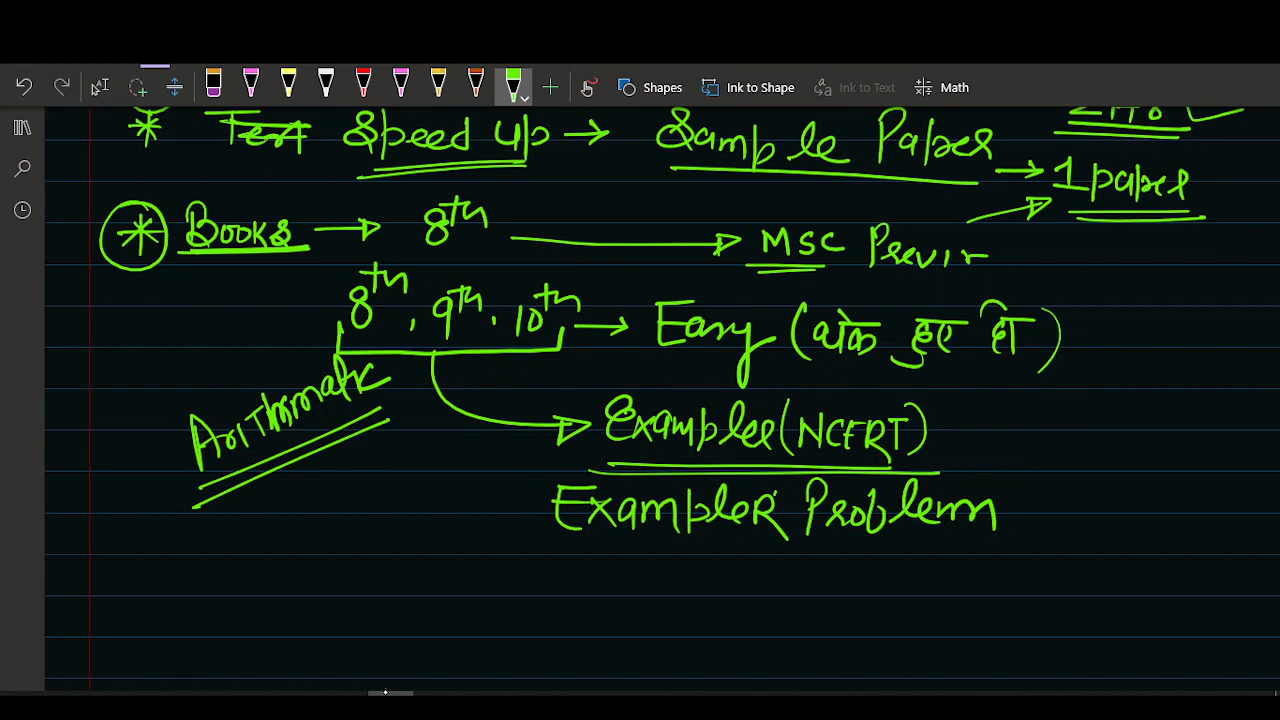 Shapes Ink to Shape Ink to Text Math
Speed up → Sample Paper
→ 1 paper
Books → 8th → MSC Previr
8th, 9th, 10th → Easy (थके हुए हो)
Arithmatic
Exampler (NCERT)
Exampler Problem